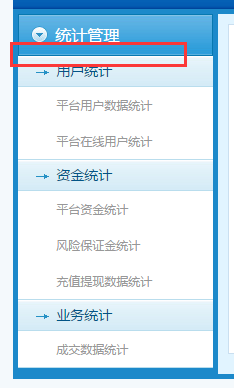 统计管理
用户统计
平台用户数据统计
平台在线用户统计
资金统计
平台资金统计
风险保证金统计
充值提现数据统计
业务统计
成交数据统计